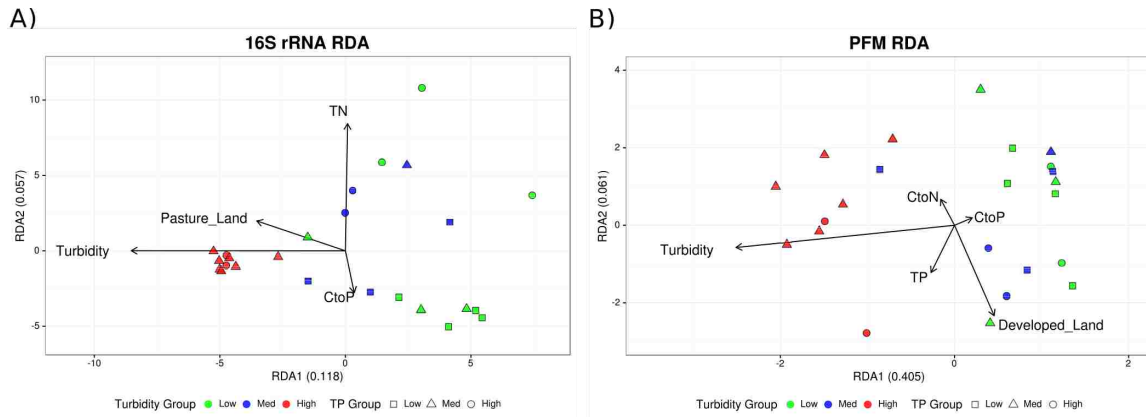 A)
16S rRNA RDA
10
5
0
-5
-10
-5
0
5
RDA2 (0.057)
RDA1 (0.118)
TN
Pasture_Land
Turbidity
CtoP
Turbidity Group Low Med High TP Group Low Med High
B)
PFM RDA
4
2
0
-2
-4
-2
0
2
RDA2 (0.061)
RDA1 (0.405)
CtoN
CtoP
Turbidity
TP
Developed_Land
Turbidity Group Low Med High TP Group Low Med High